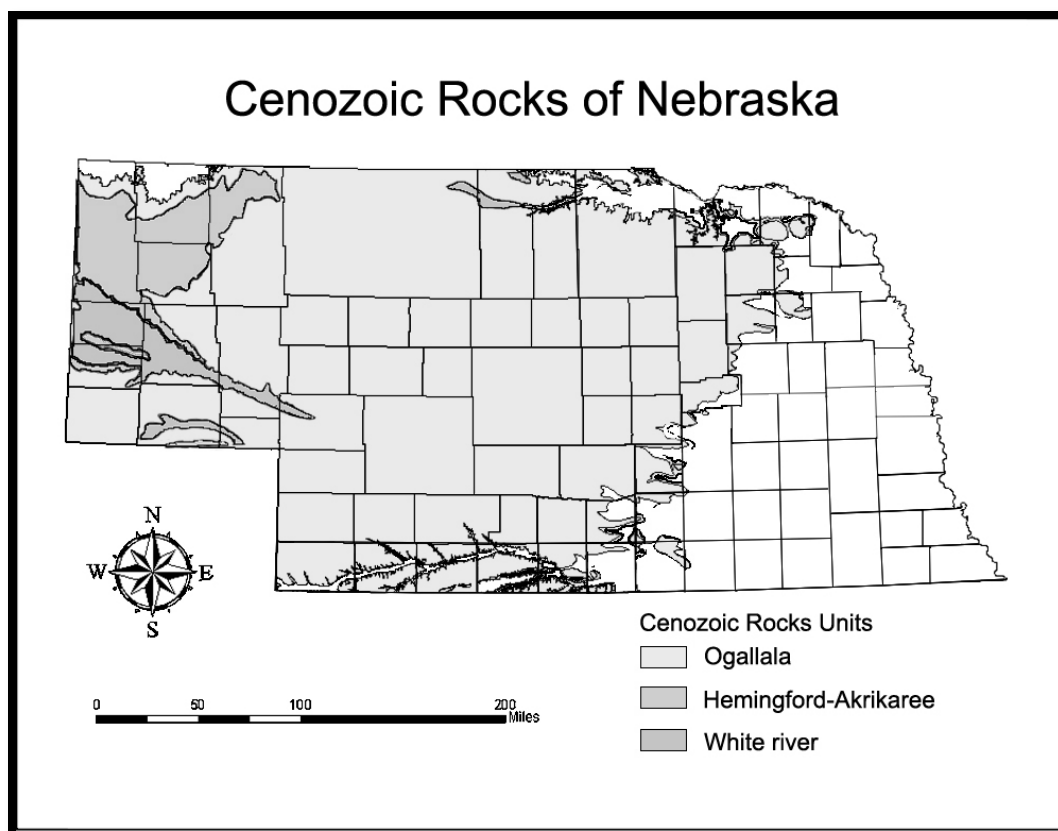 Cenozoic Rocks of Nebraska
N
W E
S
Cenozoic Rocks Units
Ogallala
Hemingford-Akrikaree
White river
0 50 100 200
Miles